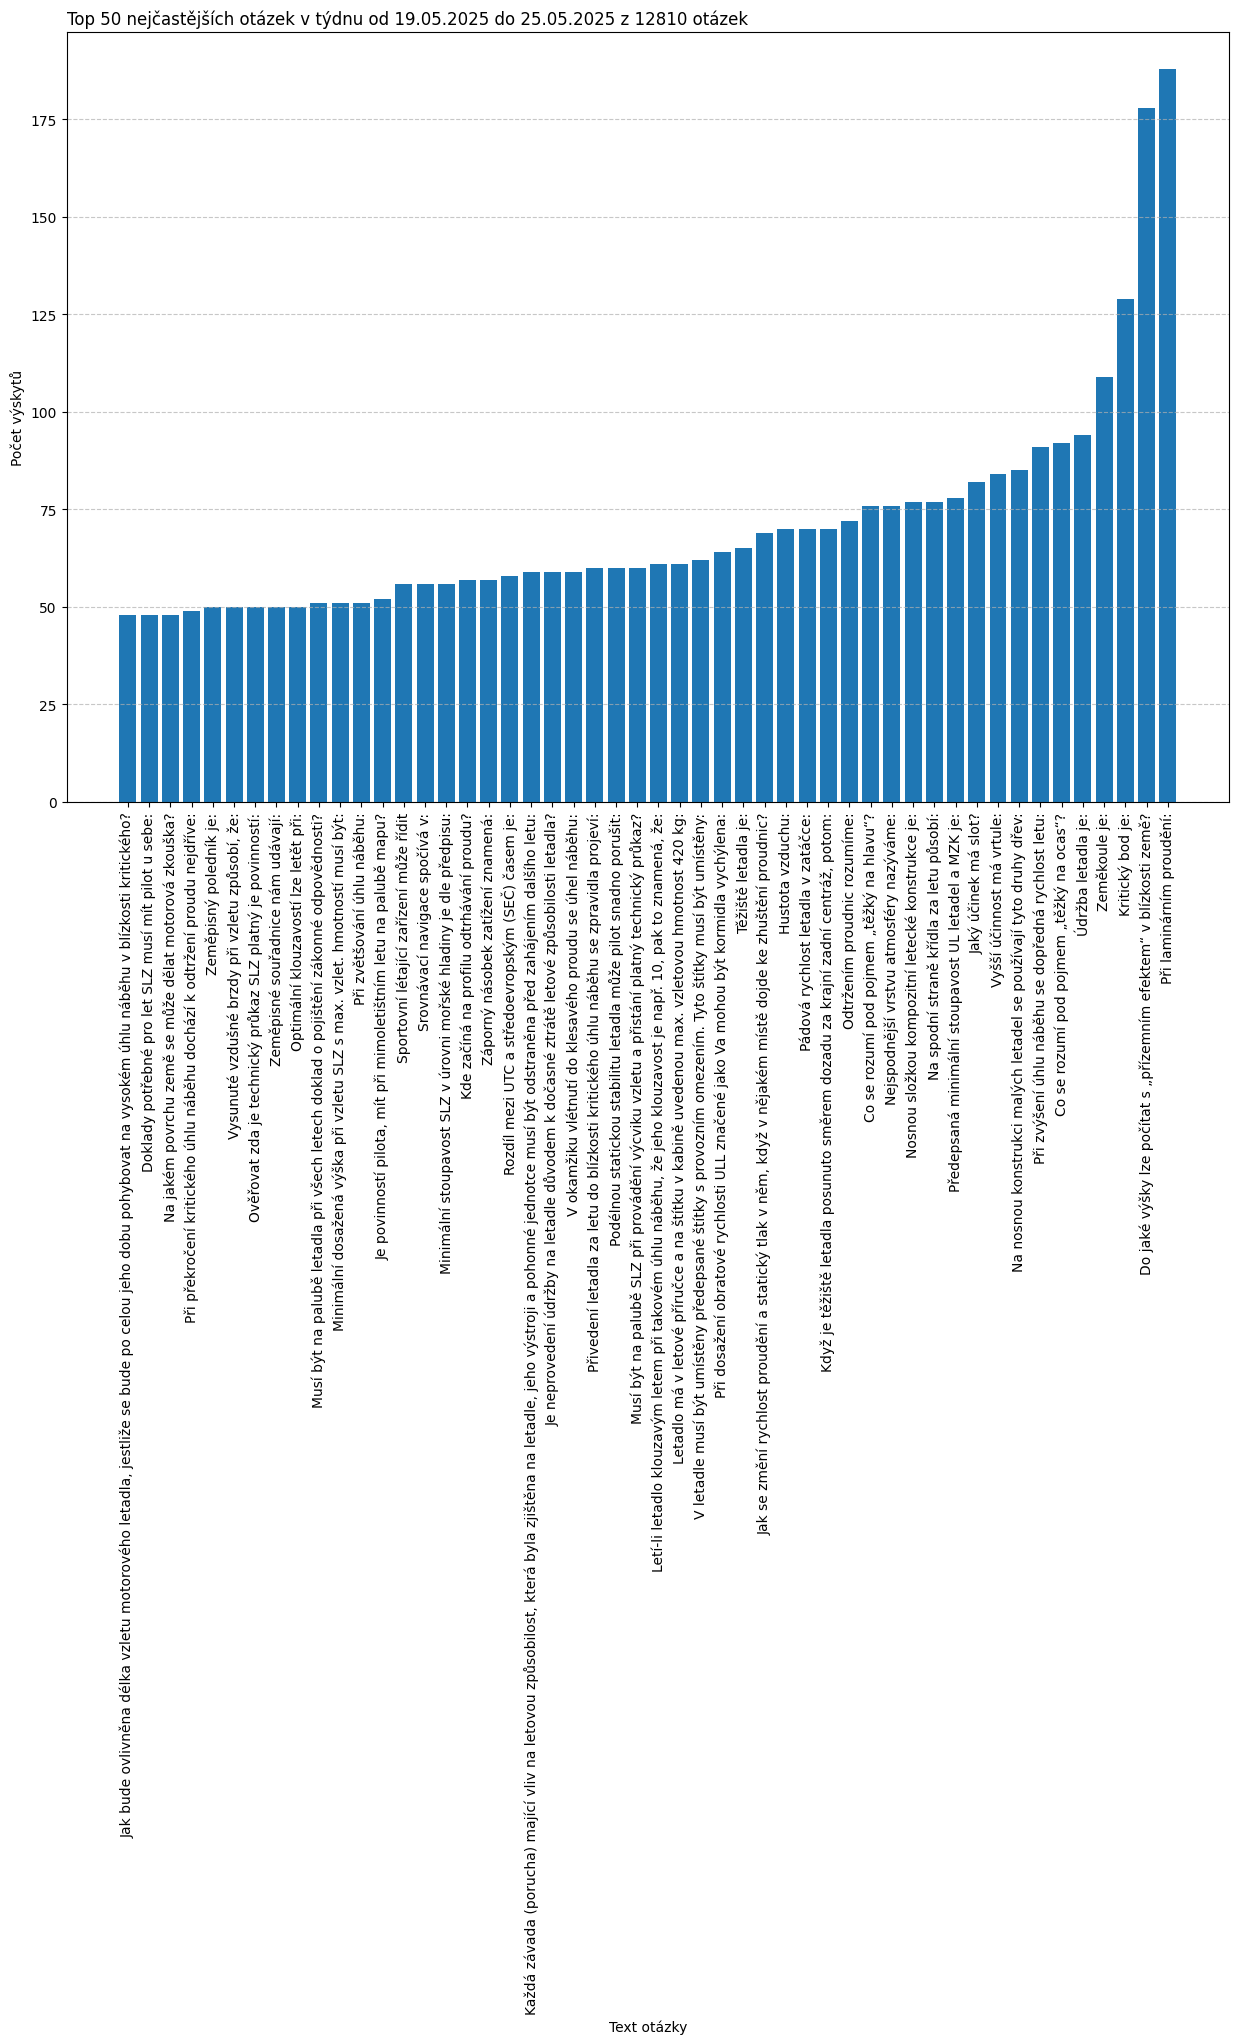 Top 50 nejčastějších otázek v týdnu od 19.05.2025 do 25.05.2025 z 12810 otázek
Počet výskytů
175
150
125
100
75
50
25
0
Jak bude ovlivněna délka vzletu motorového letadla, jestliže se bude po celou jeho dobu pohybovat na vysokém úhlu náběhu v blízkosti kritického?
Doklady potřebné pro let SLZ musí mít pilot u sebe:
Na jakém povrchu země se může dělat motorová zkouška?
Při překročení kritického úhlu náběhu dochází k odtržení proudu nejdříve:
Zeměpisný poledník je:
Vysunuté vzdušné brzdy při vzletu způsobí, že:
Ověřovat zda je technický průkaz SLZ platný je povinností:
Zeměpisné souřadnice nám udávají:
Optimální klouzavostí lze letět při:
Musí být na palubě letadla při všech letech doklad o pojištění zákonné odpovědnosti?
Minimální dosažená výška při vzletu SLZ s max. vzlet. hmotností musí být:
Při zvětšování úhlu náběhu:
Je povinností pilota, mít při mimoletištním letu na palubě mapu?
Sportovní létající zařízení může řídit
Srovnávací navigace spočívá v:
Minimální stoupavost SLZ v úrovni mořské hladiny je dle předpisu:
Kde začíná na profilu odtrhávání proudu?
Záporný násobek zatížení znamená:
Rozdíl mezi UTC a středoevropským (SEČ) časem je:
Každá závada (porucha) mající vliv na letovou způsobilost, která byla zjištěna na letadle, jeho výstroji a pohonné jednotce musí být odstraněna před zahájením dalšího letu:
Je neprovedení údržby na letadle důvodem k dočasné ztrátě letové způsobilosti letadla?
V okamžiku vlétnutí do klesavého proudu se úhel náběhu:
Přivedení letadla za letu do blízkosti kritického úhlu náběhu se zpravidla projeví:
Podélnou statickou stabilitu letadla může pilot snadno porušit:
Musí být na palubě SLZ při provádění výcviku vzletu a přistání platný technický průkaz?
Letí-li letadlo klouzavým letem při takovém úhlu náběhu, že jeho klouzavost je např. 10, pak to znamená, že:
Letadlo má v letové příručce a na štítku v kabině uvedenou max. vzletovou hmotnost 420 kg:
V letadle musí být umístěny předepsané štítky s provozním omezením. Tyto štítky musí být umístěny:
Při dosažení obratové rychlosti ULL značené jako Va mohou být kormidla vychýlena:
Těžiště letadla je:
Jak se změní rychlost proudění a statický tlak v něm, když v nějakém místě dojde ke zhuštění proudnic?
Hustota vzduchu:
Pádová rychlost letadla v zatáčce:
Když je těžiště letadla posunuto směrem dozadu za krajní zadní centráž, potom:
Odtržením proudnic rozumíme:
Co se rozumí pod pojmem „těžký na hlavu“?
Nejspodnější vrstvu atmosféry nazýváme:
Nosnou složkou kompozitní letecké konstrukce je:
Na spodní straně křídla za letu působí:
Předepsaná minimální stoupavost UL letadel a MZK je:
Jaký účinek má slot?
Vyšší účinnost má vrtule:
Na nosnou konstrukci malých letadel se používají tyto druhy dřev:
Při zvýšení úhlu náběhu se dopředná rychlost letu:
Co se rozumí pod pojmem „těžký na ocas“?
Údržba letadla je:
Zeměkoule je:
Kritický bod je:
Do jaké výšky lze počítat s „přízemním efektem“ v blízkosti země?
Při laminárním proudění:
Text otázky